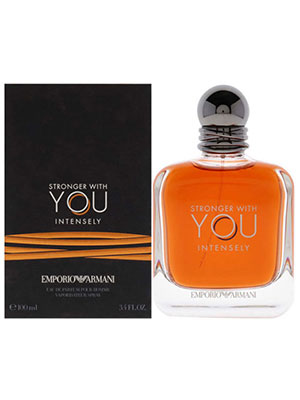 STRONGER WITH
YOU
INTENSELY
EMPORIO ARMANI
EAU DE PARFUM POUR HOMME
VAPORISATEUR SPRAY
℮ 100 ml
3.4 FL.OZ.
STRONGER WITH
YOU
INTENSELY
EMPORIO ARMANI